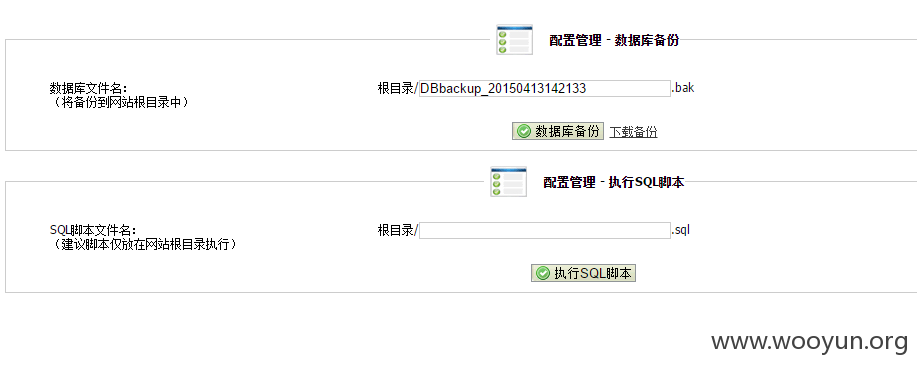 配置管理 - 数据库备份
数据库文件名： 根目录/DBbackup_20150413142133.bak
（将备份到网站根目录中）
数据库备份 下载备份
配置管理 - 执行SQL脚本
SQL脚本文件名： 根目录/ .sql
（建议脚本仅放在网站根目录执行）
执行SQL脚本
www.wooyun.org